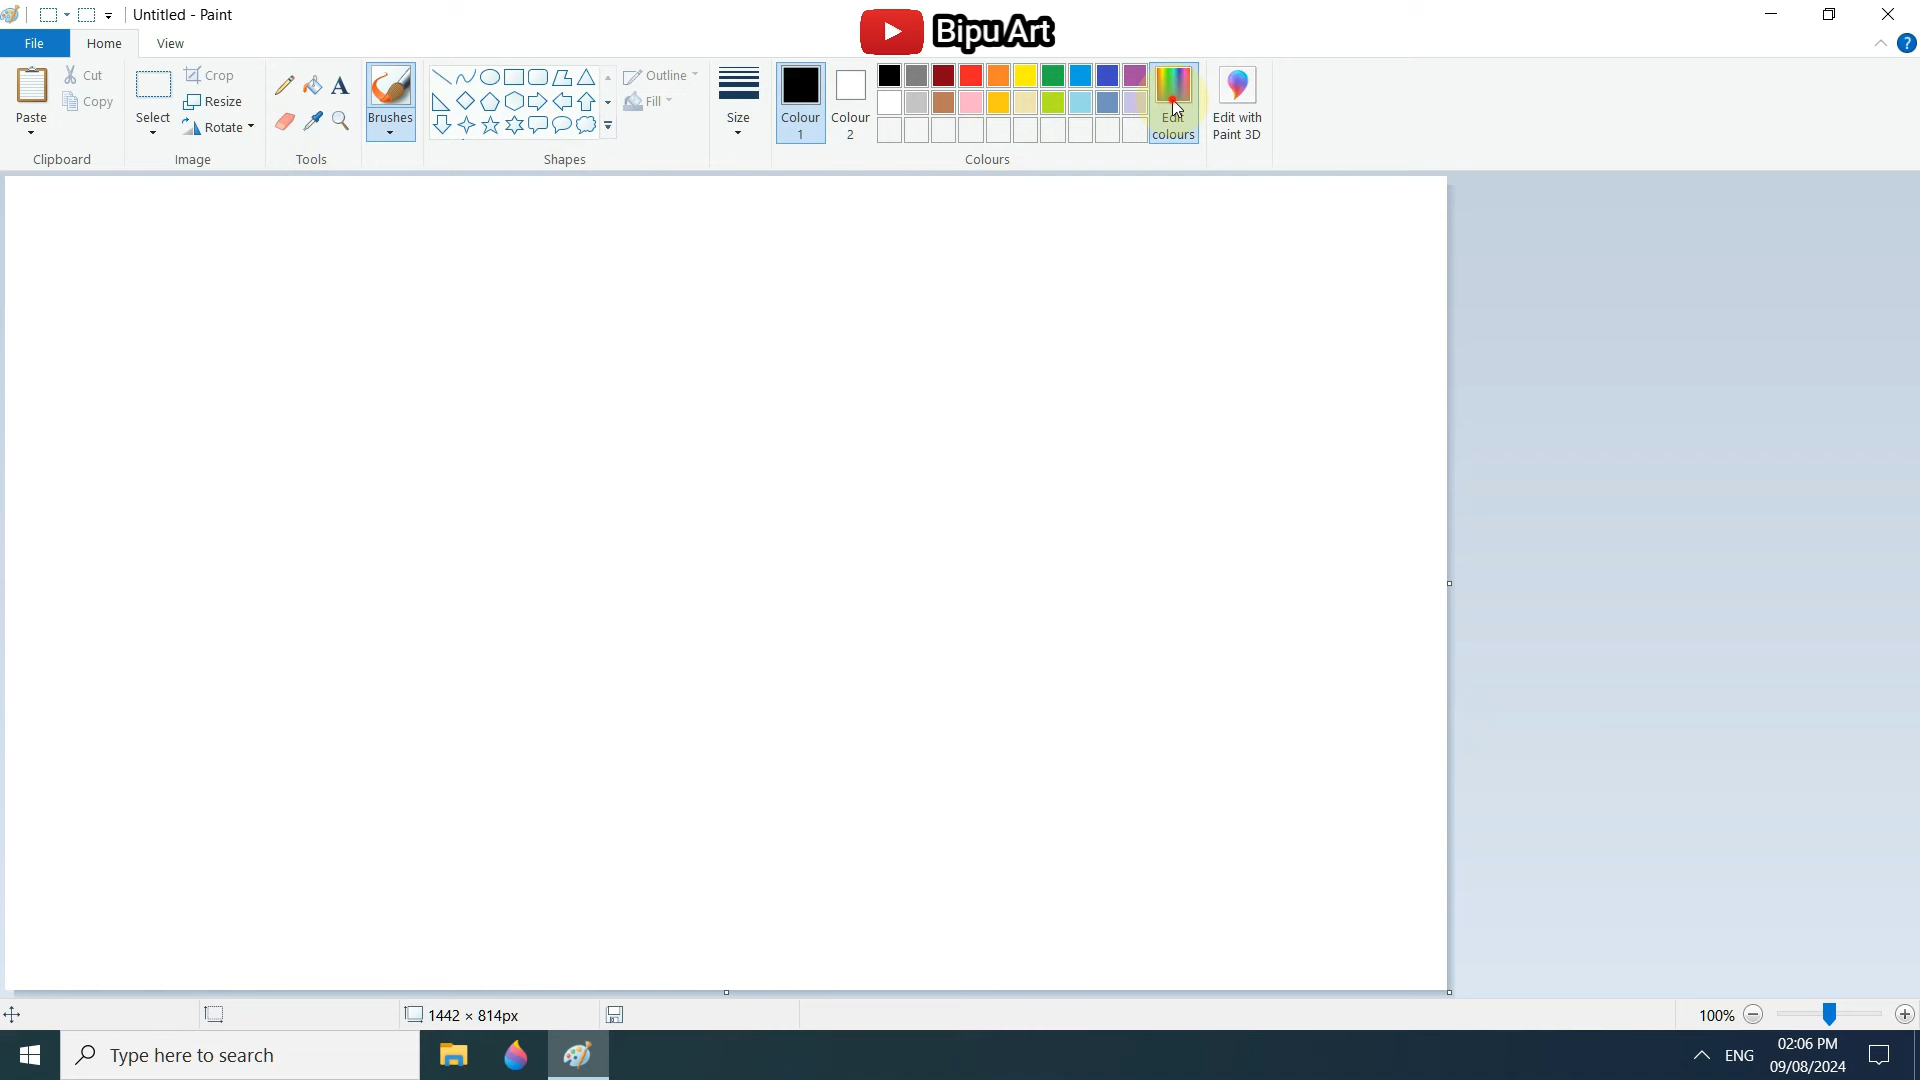 Untitled - Paint
Bipu Art
File
Home
View
Paste
Cut
Copy
Clipboard
Select
Crop
Resize
Rotate
Image
A
Tools
Brushes
Outline
Fill
Shapes
Size
Colour
1
Colour
2
Edit
colours
Colours
Edit with
Paint 3D
?
1442 × 814px
100%
Type here to search
ENG
02:06 PM
09/08/2024